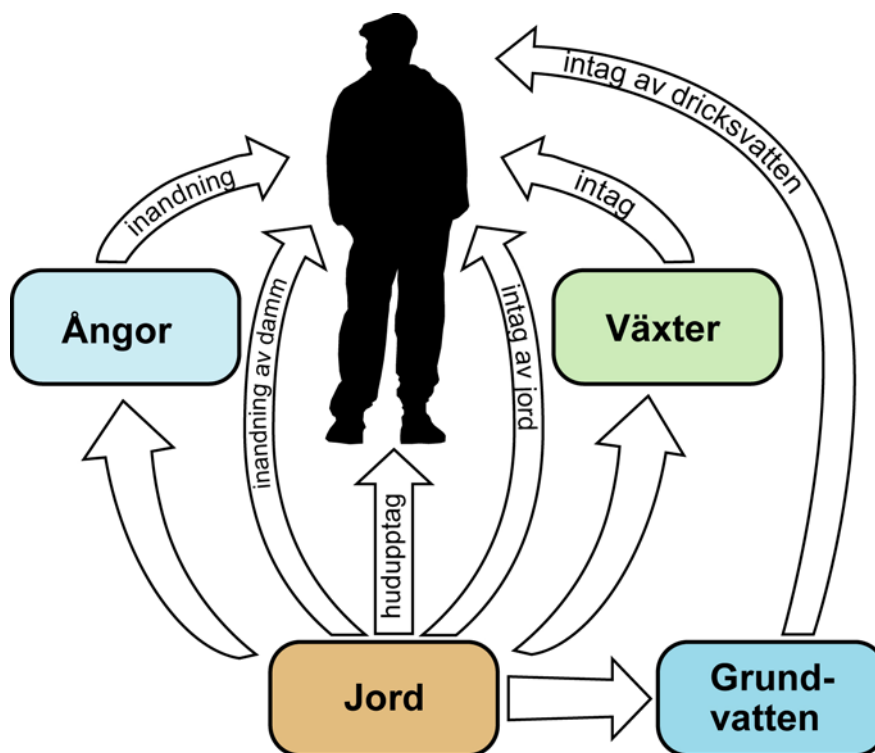 intag av dricksvatten
inandning
intag
Ångor
Växter
inandning av damm
intag av jord
hudupptag
Jord
Grund-
vatten